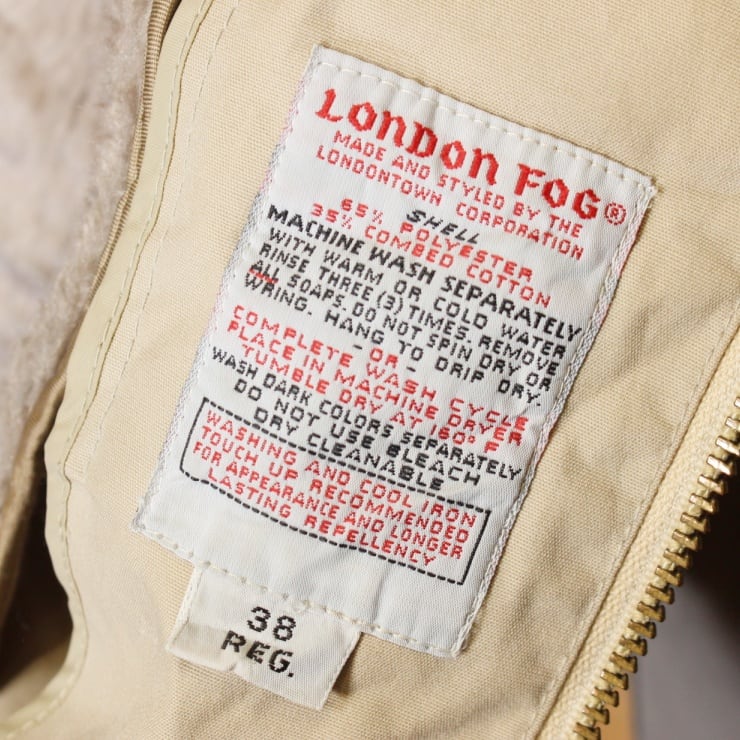 LONDON FOG®
MADE AND STYLED BY THE
LONDONTOWN CORPORATION
SHELL
65% POLYESTER
35% COMBED COTTON
MACHINE WASH SEPARATELY
WITH WARM OR COLD WATER
RINSE THREE (3) TIMES. REMOVE
ALL SOAPS. DO NOT SPIN DRY OR
WRING. HANG TO DRIP DRY.
- OR -
COMPLETE WASH CYCLE
PLACE IN MACHINE DRYER
TUMBLE DRY AT 160° F
WASH DARK COLORS SEPARATELY
DO NOT USE BLEACH
DRY CLEANABLE
WASHING AND COOL IRON
TOUCH UP RECOMMENDED
FOR APPEARANCE AND LONGER
LASTING REPELLENCY
38
REG.